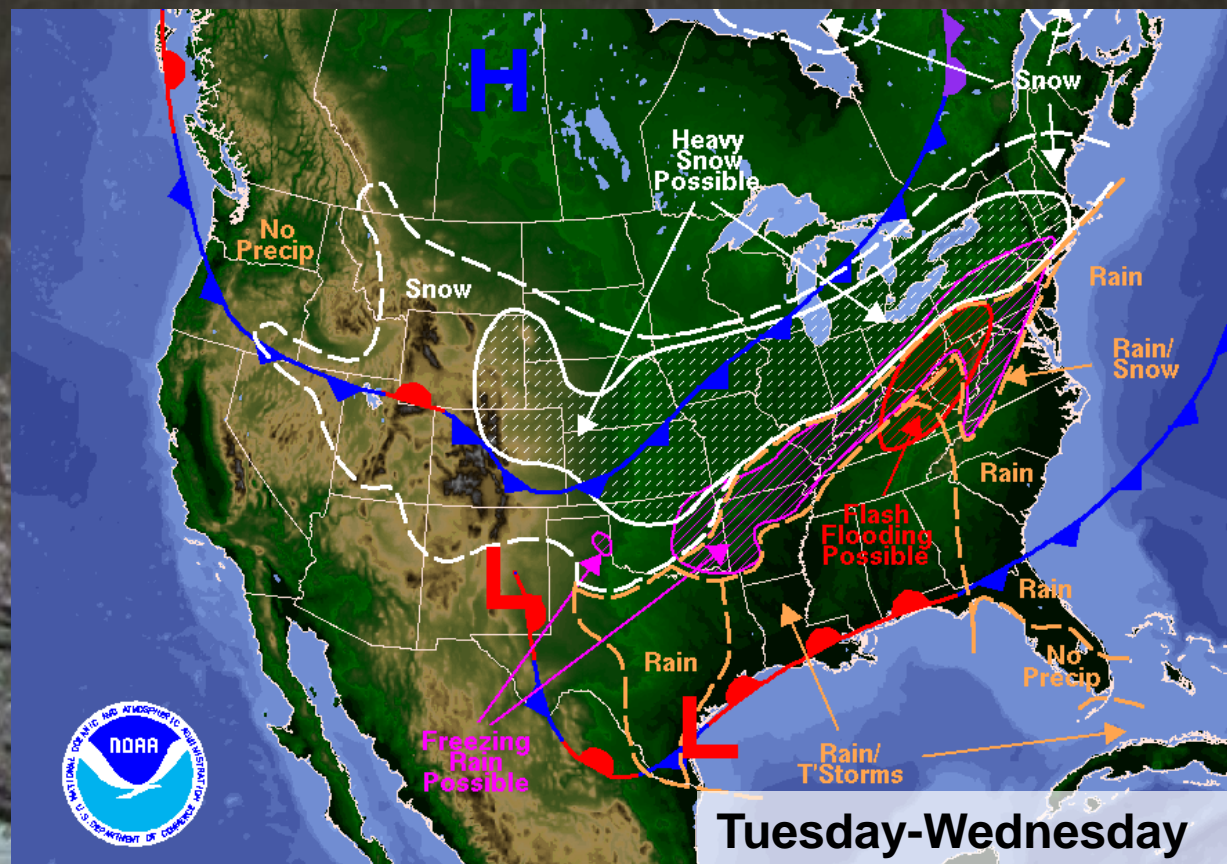 H
Snow
Heavy
Snow
Possible
No
Precip
Snow
Rain
Rain/
Snow
Rain
Flash
Flooding
Possible
L
Rain
Rain
No
Precip
L
Freezing
Rain
Possible
Rain/
T'Storms
NATIONAL OCEANIC AND ATMOSPHERIC ADMINISTRATION
NOAA
U.S. DEPARTMENT OF COMMERCE
Tuesday-Wednesday